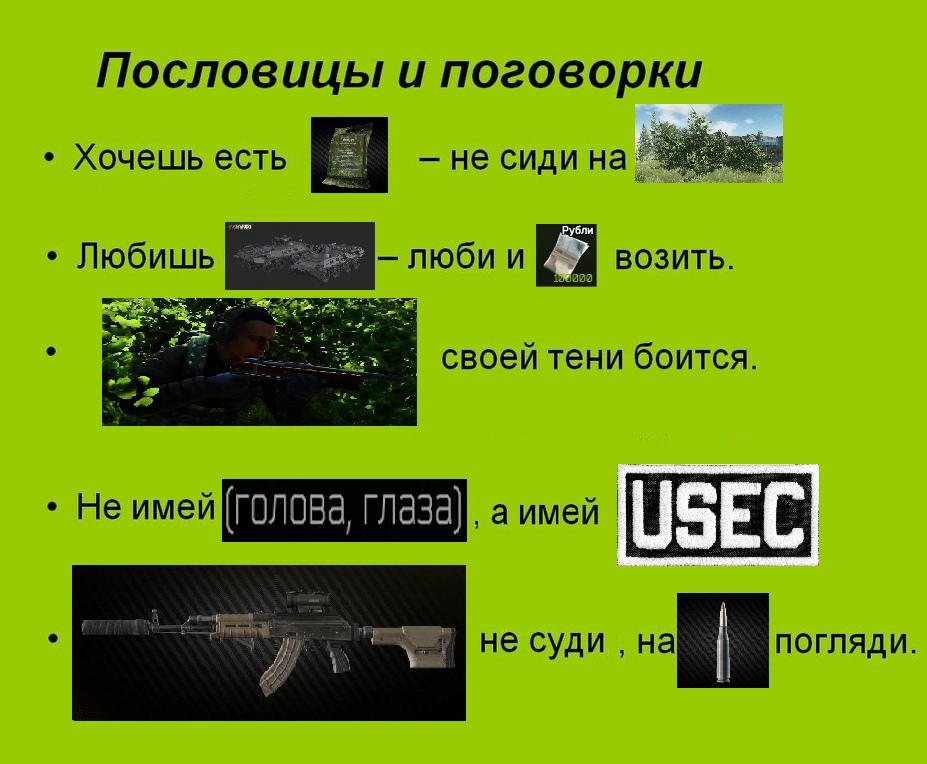 Пословицы и поговорки
• Хочешь есть – не сиди на
• Любишь – люби и Рубли 100000 возить.
• своей тени боится.
• Не имей (голова, глаза) , а имей USEC
• не суди , на погляди.